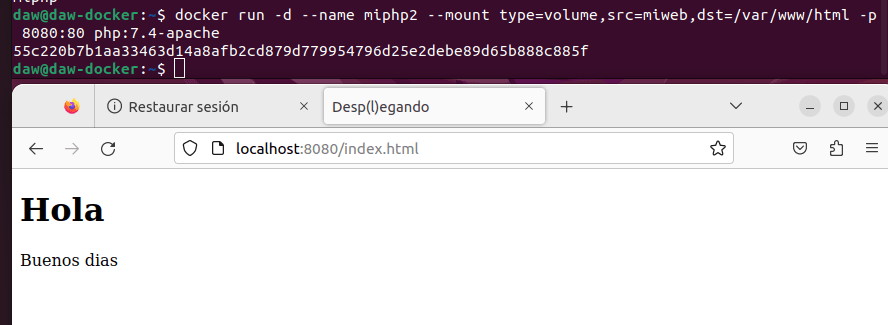 miphp
daw@daw-docker:~$ docker run -d --name miphp2 --mount type=volume,src=miweb,dst=/var/www/html -p
8080:80 php:7.4-apache
55c220b7b1aa33463d14a8afb2cd879d779954796d25e2debe89d65b888c885f
daw@daw-docker:~$
Restaurar sesión
Desp(l)egando
localhost:8080/index.html
Hola
Buenos dias